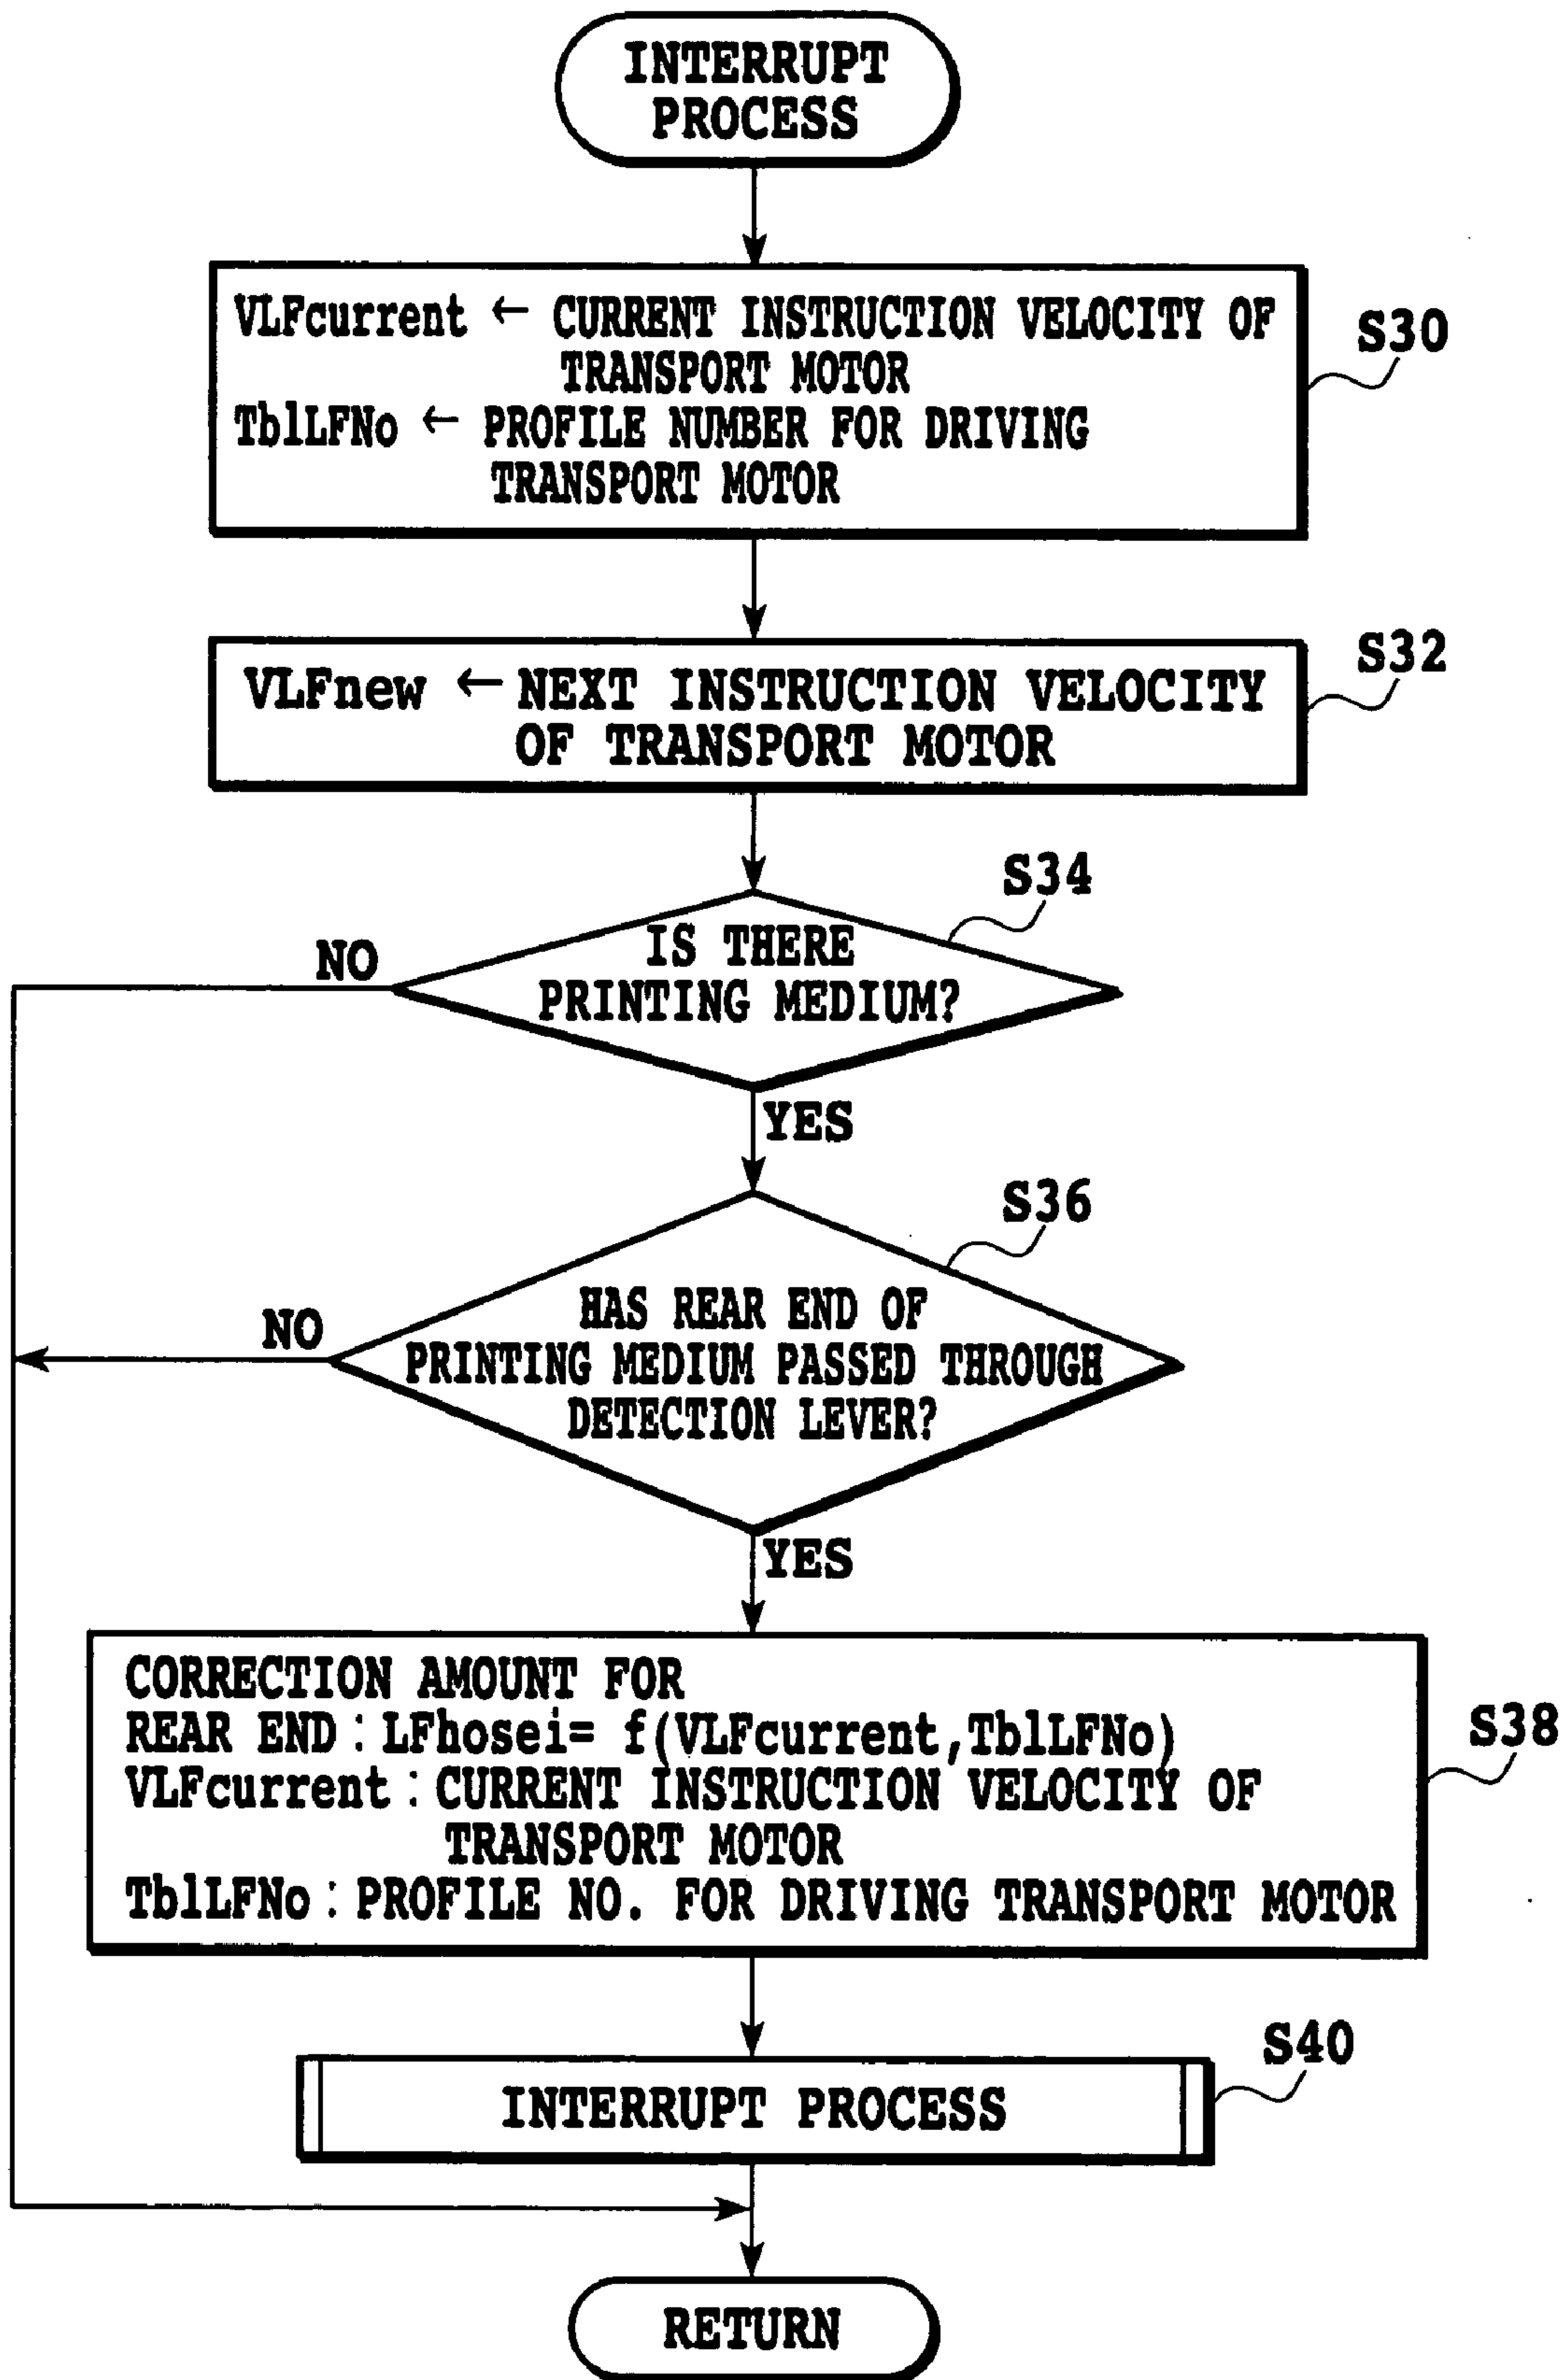 INTERRUPT
PROCESS
VLFcurrent ← CURRENT INSTRUCTION VELOCITY OF
TRANSPORT MOTOR
TblLFNo ← PROFILE NUMBER FOR DRIVING
TRANSPORT MOTOR
S30
VLFnew ← NEXT INSTRUCTION VELOCITY
OF TRANSPORT MOTOR
S32
S34
IS THERE
PRINTING MEDIUM?
NO
YES
S36
HAS REAR END OF
PRINTING MEDIUM PASSED THROUGH
DETECTION LEVER?
NO
YES
CORRECTION AMOUNT FOR
REAR END : LFhosei= f(VLFcurrent,TblLFNo)
VLFcurrent : CURRENT INSTRUCTION VELOCITY OF
TRANSPORT MOTOR
TblLFNo : PROFILE NO. FOR DRIVING TRANSPORT MOTOR
S38
S40
INTERRUPT PROCESS
RETURN